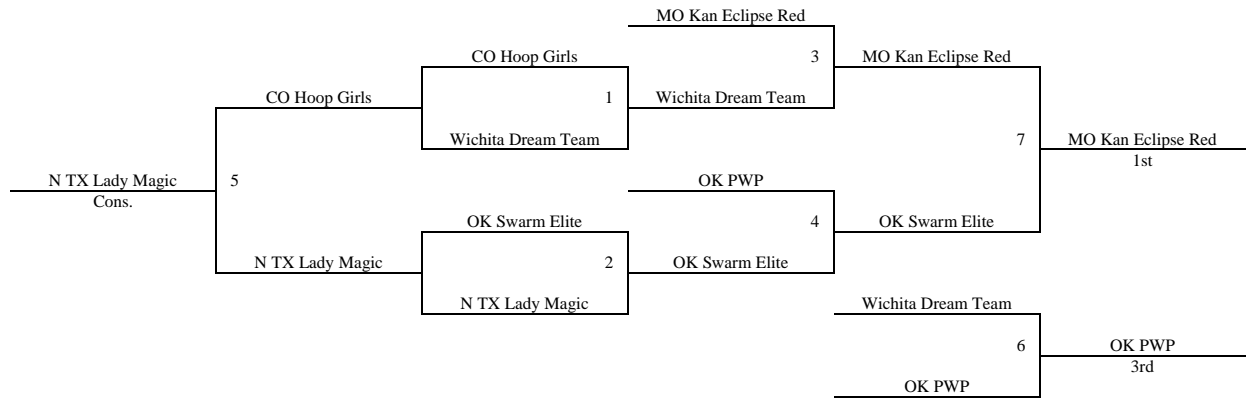 MO Kan Eclipse Red
CO Hoop Girls
3
MO Kan Eclipse Red
CO Hoop Girls
1
Wichita Dream Team
Wichita Dream Team
7
MO Kan Eclipse Red
1st
N TX Lady Magic
5
OK PWP
Cons.
OK Swarm Elite
4
OK Swarm Elite
N TX Lady Magic
2
OK Swarm Elite
N TX Lady Magic
Wichita Dream Team
6
OK PWP
3rd
OK PWP